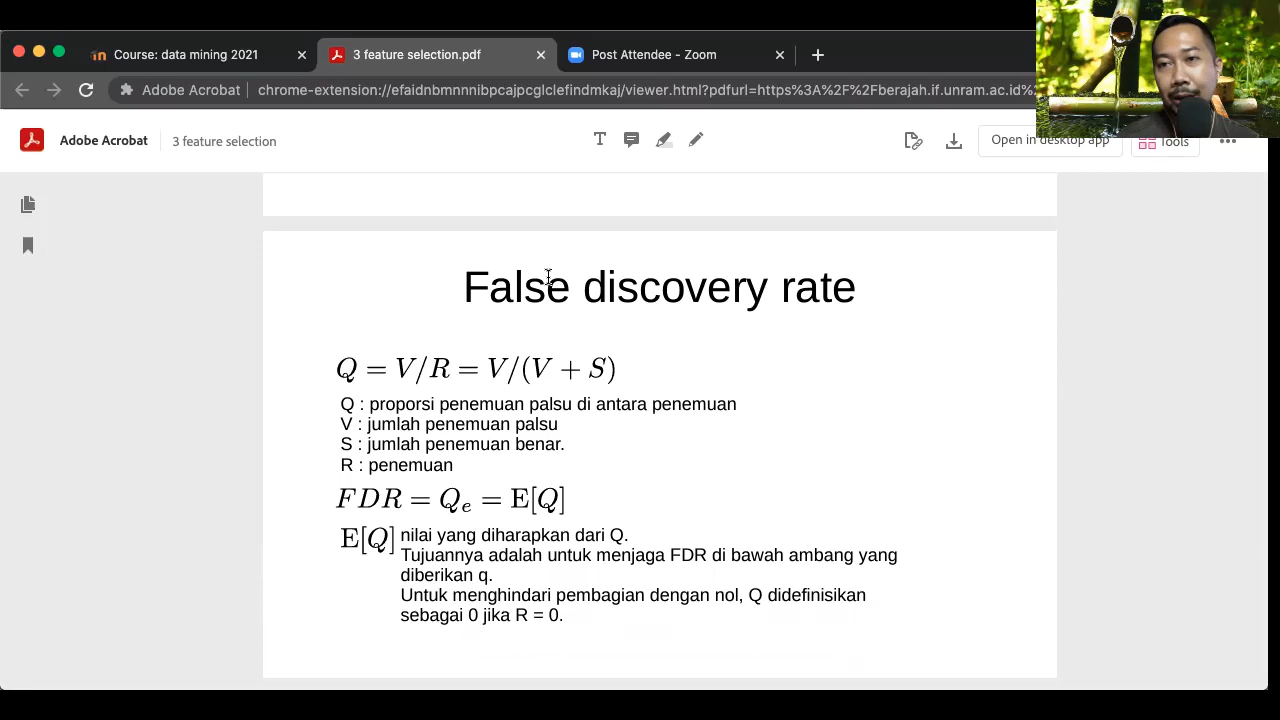 Course: data mining 2021
3 feature selection.pdf
Post Attendee - Zoom
Adobe Acrobat
chrome-extension://efaidnbmnnnibpcajpcglclefindmkaj/viewer.html?pdfurl=https%3A%2F%2Fberajah.if.unram.ac.id%2
Adobe Acrobat
3 feature selection
Open in desktop app
Tools
False discovery rate
Q = V/R = V/(V + S)
Q : proporsi penemuan palsu di antara penemuan
V : jumlah penemuan palsu
S : jumlah penemuan benar.
R : penemuan
FDR = Qₑ = E[Q]
E[Q] nilai yang diharapkan dari Q.
Tujuannya adalah untuk menjaga FDR di bawah ambang yang
diberikan q.
Untuk menghindari pembagian dengan nol, Q didefinisikan
sebagai 0 jika R = 0.